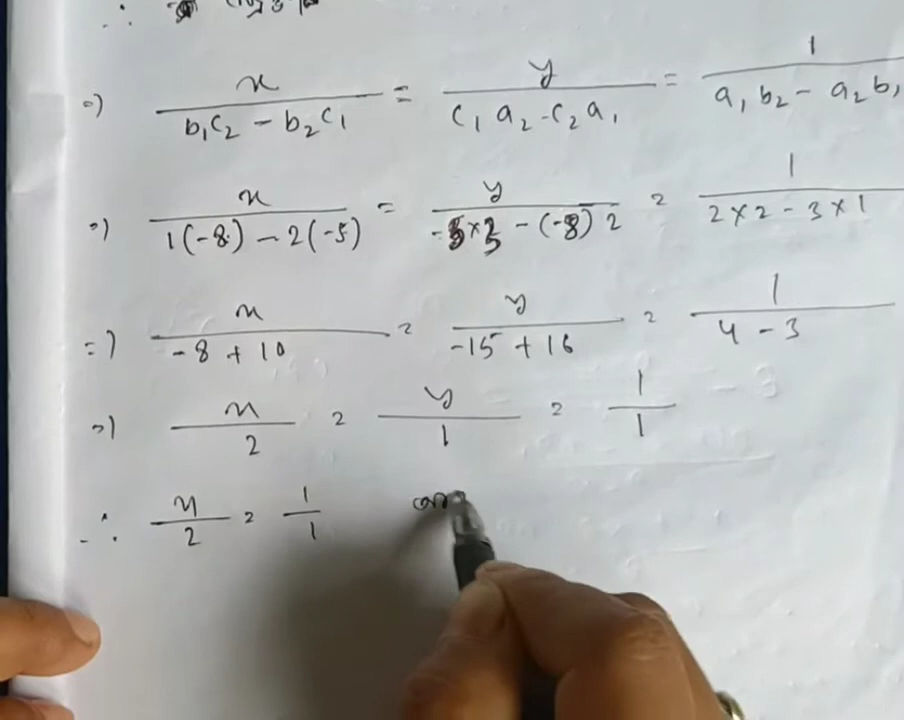 => x / (b₁c₂ - b₂c₁) = y / (c₁a₂ - c₂a₁) = 1 / (a₁b₂ - a₂b₁
=> x / (1(-8) - 2(-5)) = y / (-5×3 - (-8)2) = 1 / (2×2 - 3×1)
=> x / (-8 + 10) = y / (-15 + 16) = 1 / (4 - 3)
=> x / 2 = y / 1 = 1 / 1 - 3
∴ x / 2 = 1 / 1